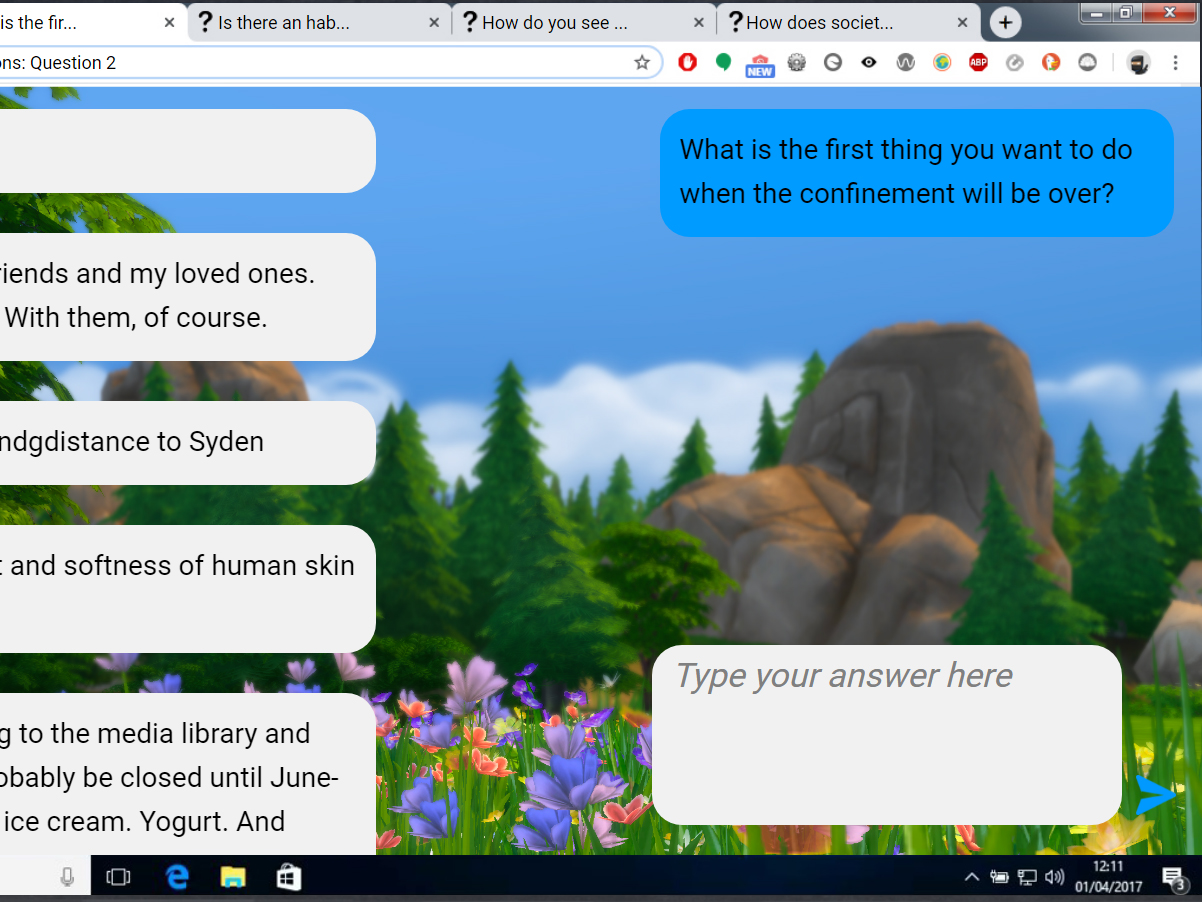 is the fir...
? Is there an hab...
? How do you see ...
? How does societ...
ons: Question 2
NEW
ABP
What is the first thing you want to do
when the confinement will be over?
riends and my loved ones.
With them, of course.
ndgdistance to Syden
t and softness of human skin
g to the media library and
obably be closed until June-
ice cream. Yogurt. And
Type your answer here
12:11
01/04/2017
3